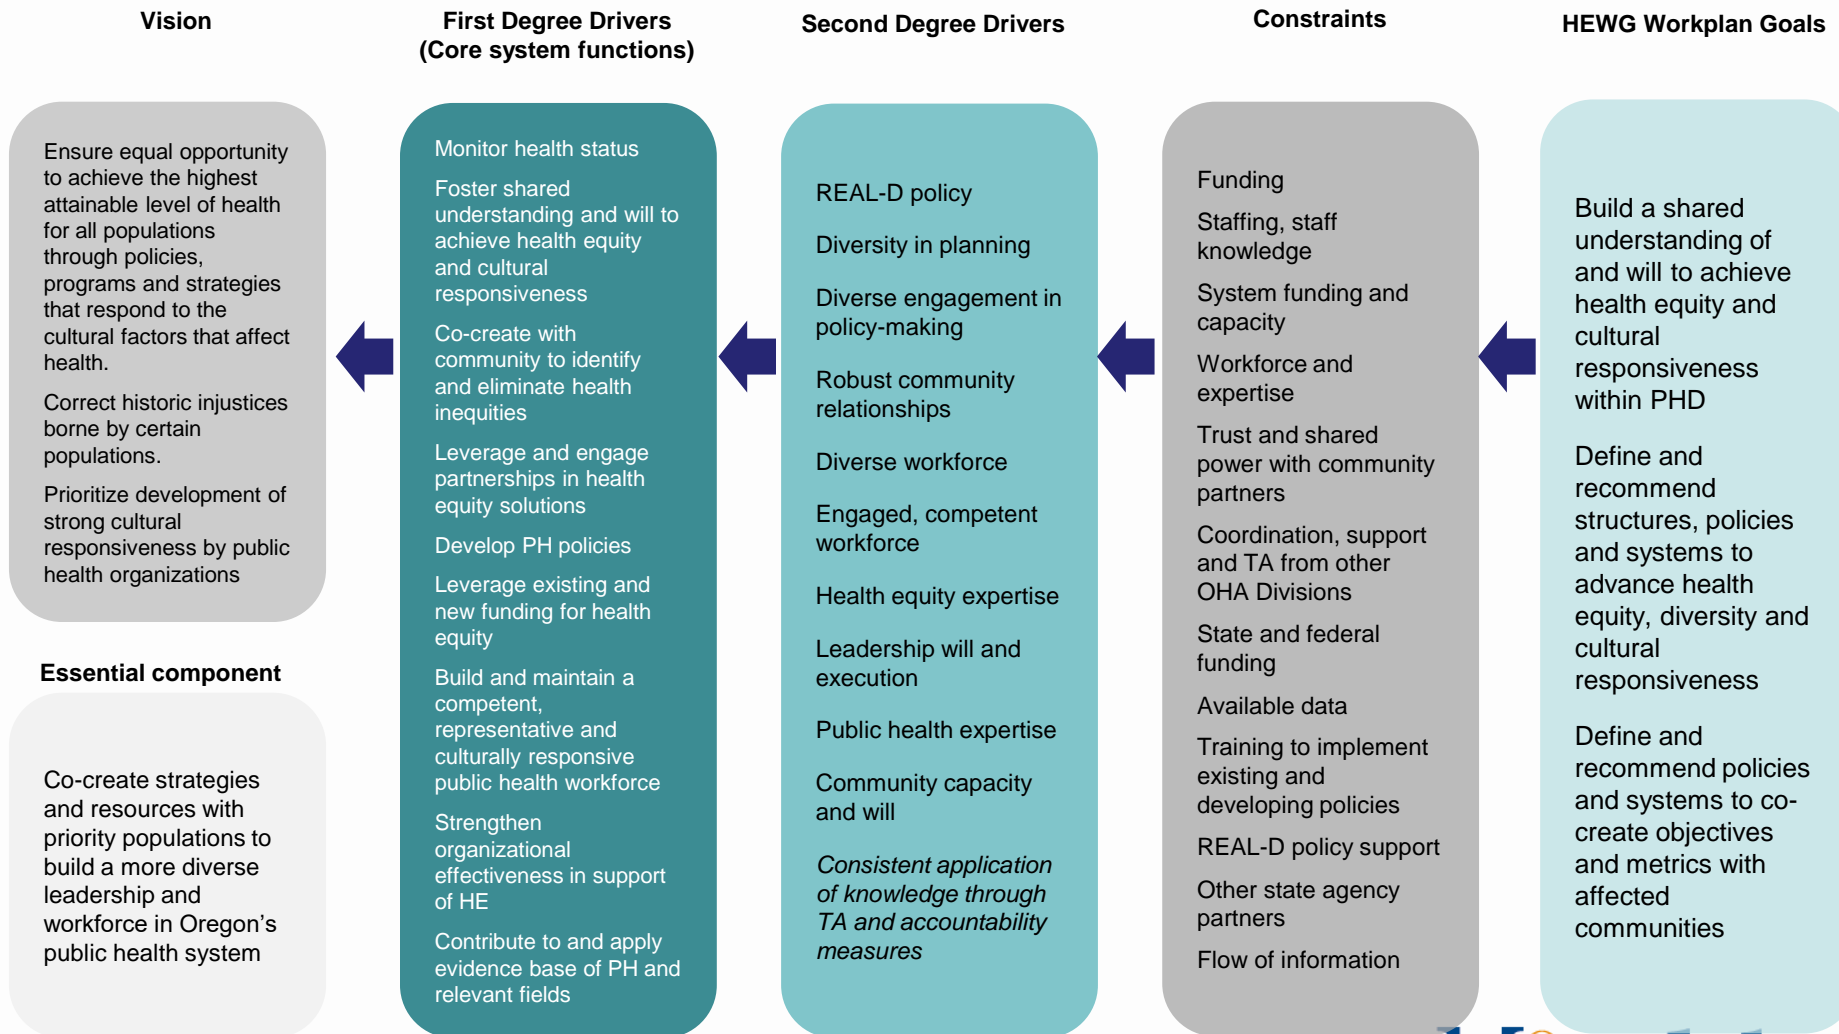 Vision
Ensure equal opportunity
to achieve the highest
attainable level of health
for all populations
through policies,
programs and strategies
that respond to the
cultural factors that affect
health.
Correct historic injustices
borne by certain
populations.
Prioritize development of
strong cultural
responsiveness by public
health organizations
Essential component
Co-create strategies
and resources with
priority populations to
build a more diverse
leadership and
workforce in Oregon’s
public health system
First Degree Drivers
(Core system functions)
Monitor health status
Foster shared
understanding and will to
achieve health equity
and cultural
responsiveness
Co-create with
community to identify
and eliminate health
inequities
Leverage and engage
partnerships in health
equity solutions
Develop PH policies
Leverage existing and
new funding for health
equity
Build and maintain a
competent,
representative and
culturally responsive
public health workforce
Strengthen
organizational
effectiveness in support
of HE
Contribute to and apply
evidence base of PH and
relevant fields
Second Degree Drivers
REAL-D policy
Diversity in planning
Diverse engagement in
policy-making
Robust community
relationships
Diverse workforce
Engaged, competent
workforce
Health equity expertise
Leadership will and
execution
Public health expertise
Community capacity
and will
Consistent application
of knowledge through
TA and accountability
measures
Constraints
Funding
Staffing, staff
knowledge
System funding and
capacity
Workforce and
expertise
Trust and shared
power with community
partners
Coordination, support
and TA from other
OHA Divisions
State and federal
funding
Available data
Training to implement
existing and
developing policies
REAL-D policy support
Other state agency
partners
Flow of information
HEWG Workplan Goals
Build a shared
understanding of
and will to achieve
health equity and
cultural
responsiveness
within PHD
Define and
recommend
structures, policies
and systems to
advance health
equity, diversity and
cultural
responsiveness
Define and
recommend policies
and systems to co-
create objectives
and metrics with
affected
communities